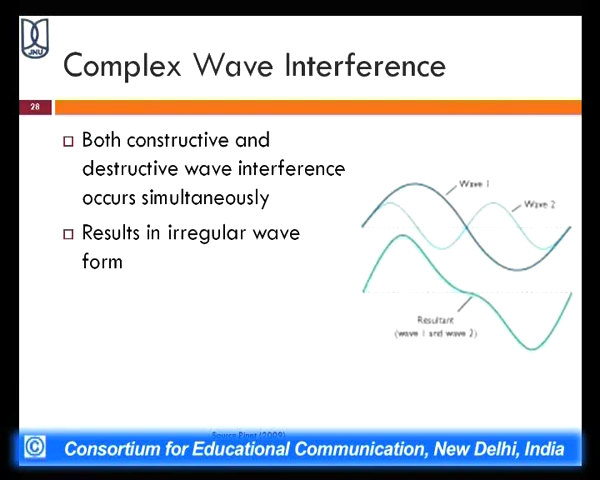 JNU
Complex Wave Interference
28
Both constructive and
destructive wave interference
occurs simultaneously
Results in irregular wave
form
Wave 1
Wave 2
Resultant
(wave 1 and wave 2)
(2009)
© Consortium for Educational Communication, New Delhi, India